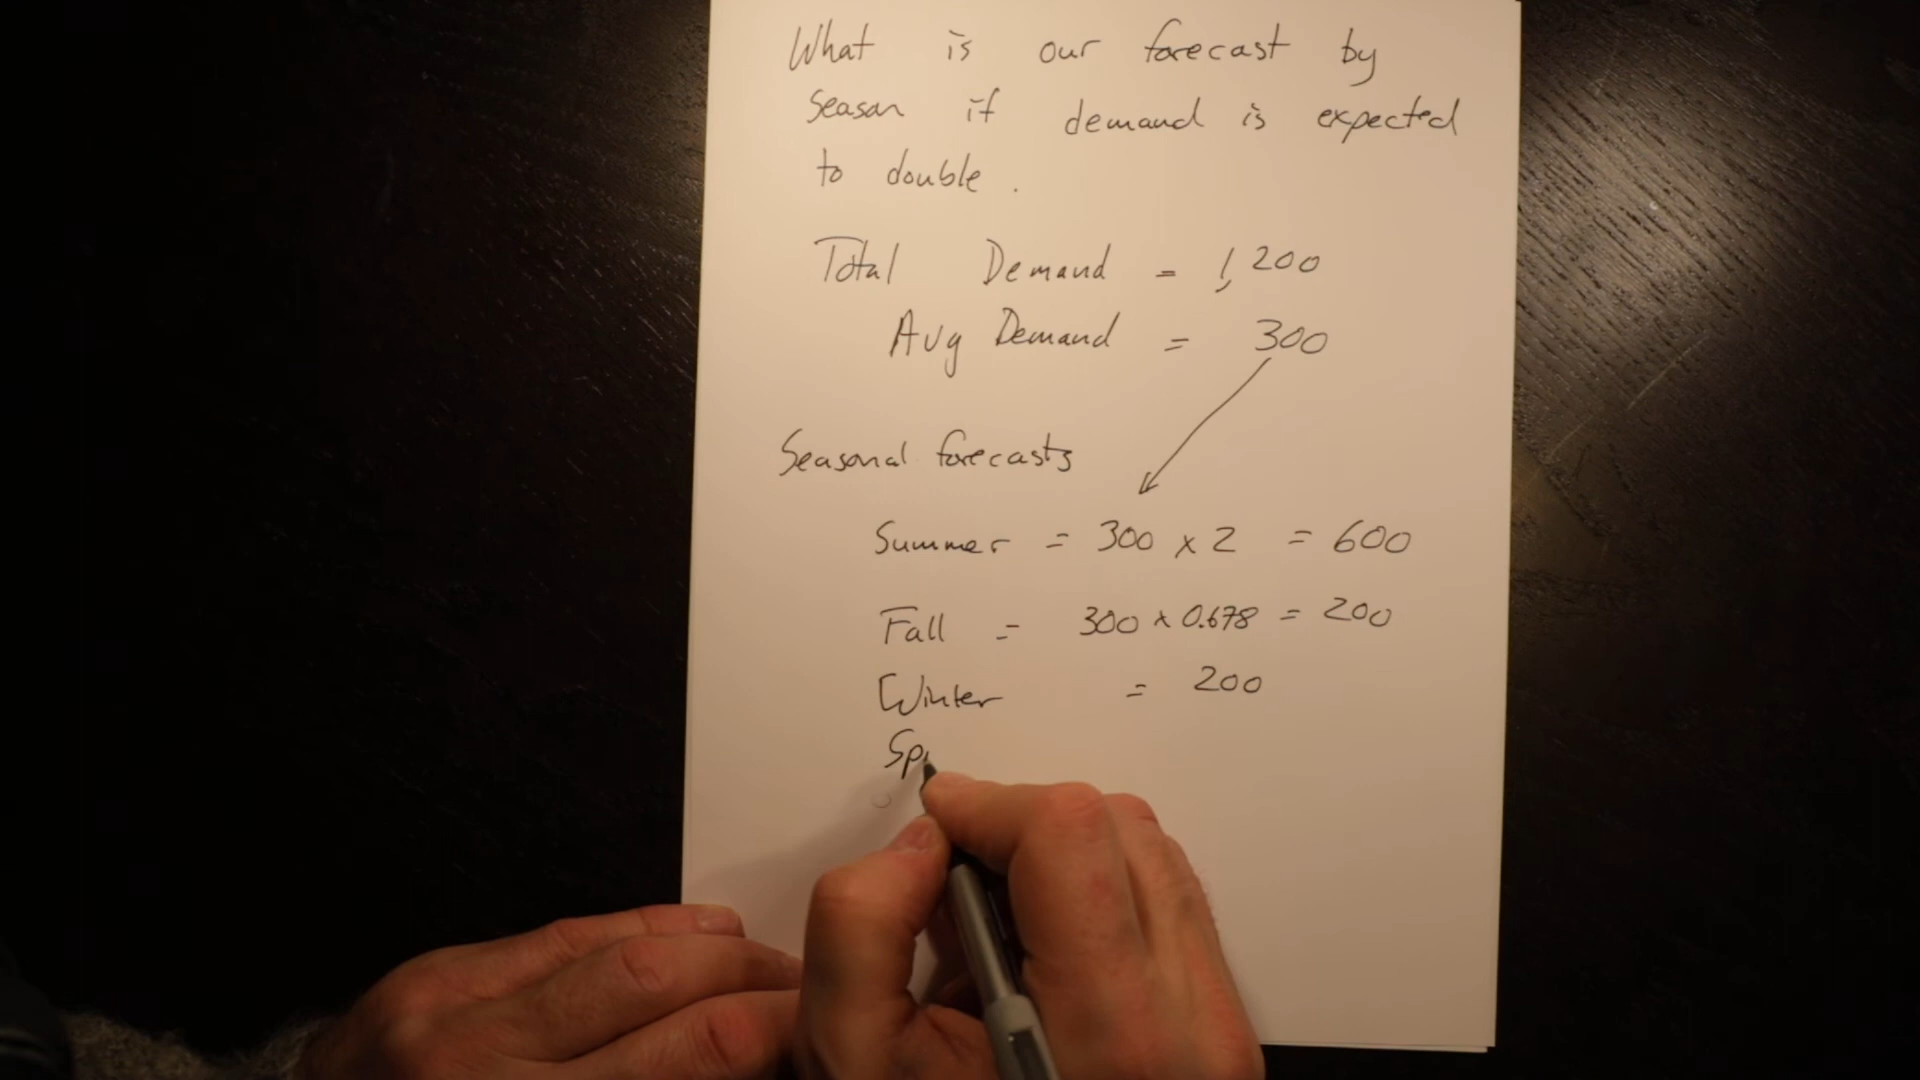 What is our forecast by
season if demand is expected
to double.
Total Demand = 1,200
Avg Demand = 300
Seasonal forecasts
Summer = 300 x 2 = 600
Fall = 300 x 0.678 = 200
Winter = 200
Sp